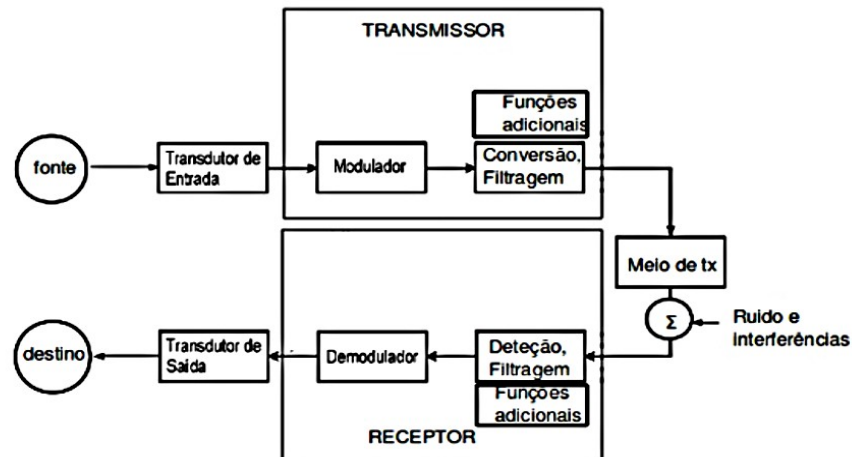 TRANSMISSOR
Funções
adicionais
fonte
Transdutor de
Entrada
Modulador
Conversão,
Filtragem
Meio de tx
Σ
Ruido e
Interferências
destino
Transdutor de
Saída
Demodulador
Deteção,
Filtragem
Funções
adicionais
RECEPTOR